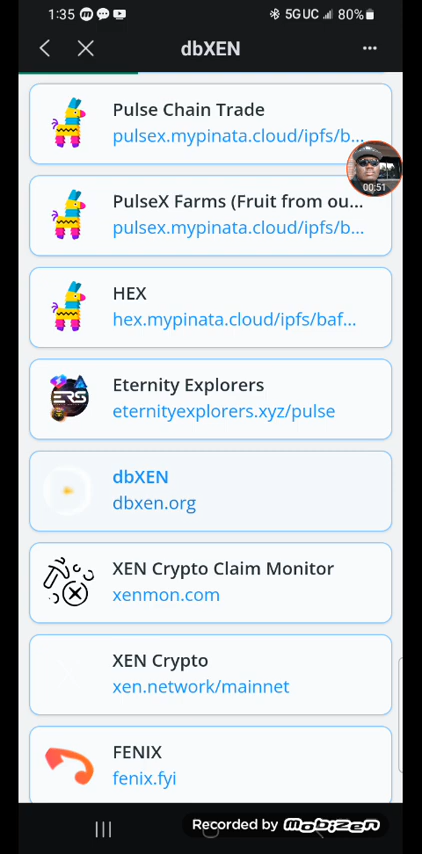 1:35
5G UC 80%
dbXEN
Pulse Chain Trade
pulsex.mypinata.cloud/ipfs/b...
00:51
PulseX Farms (Fruit from ou...
pulsex.mypinata.cloud/ipfs/b...
HEX
hex.mypinata.cloud/ipfs/baf...
ERS
Eternity Explorers
eternityexplorers.xyz/pulse
dbXEN
dbxen.org
XEN Crypto Claim Monitor
xenmon.com
XEN Crypto
xen.network/mainnet
FENIX
fenix.fyi
Recorded by mobizen